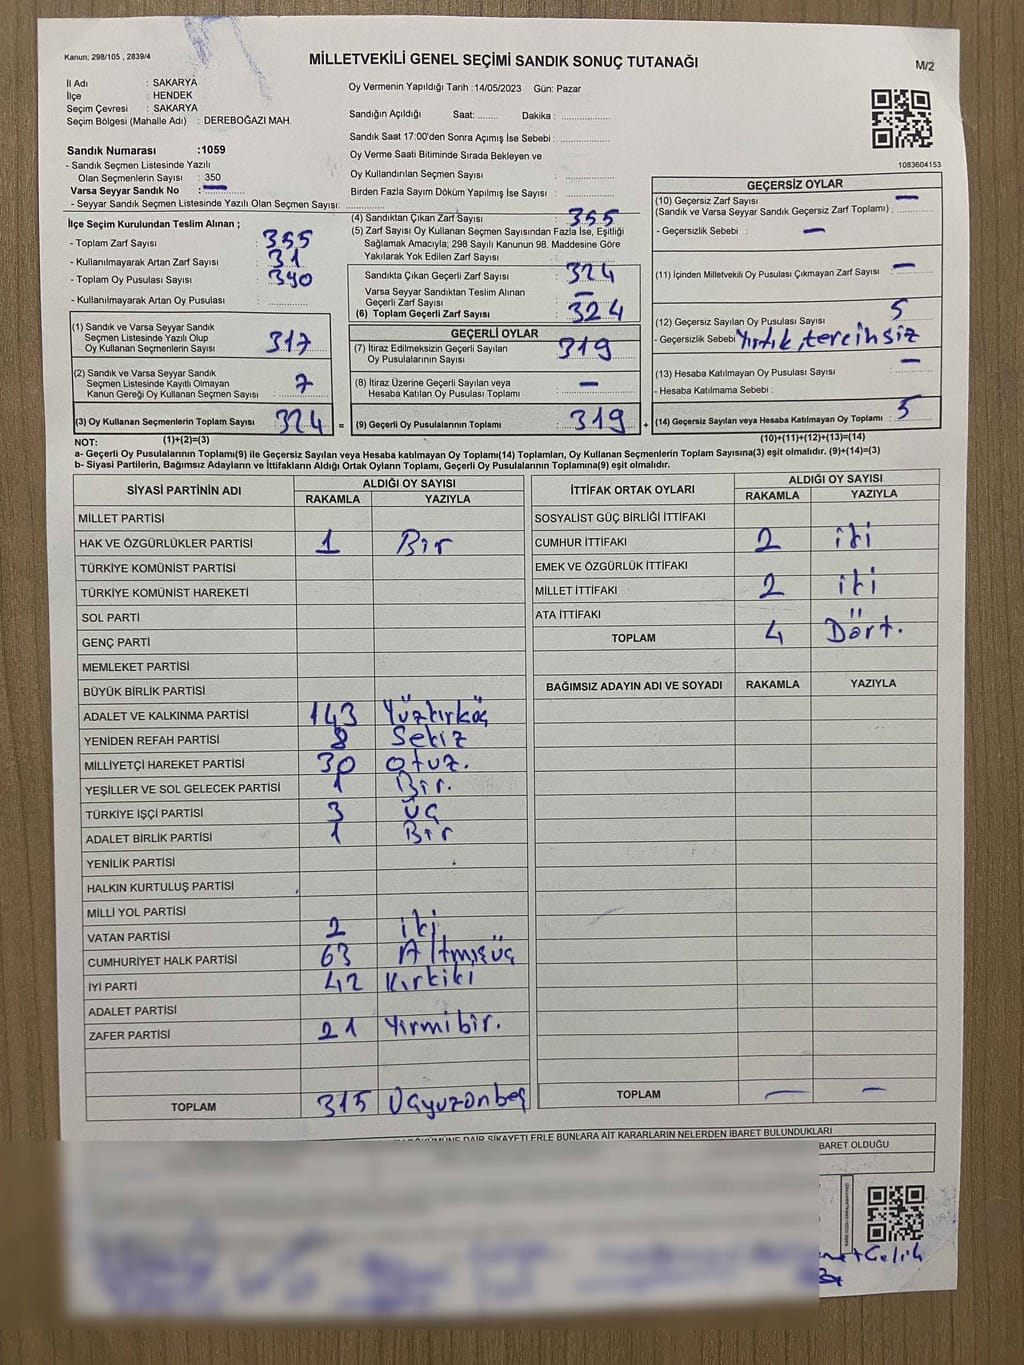 Kanun; 298/105 , 2839/4
MİLLETVEKİLİ GENEL SEÇİMİ SANDIK SONUÇ TUTANAĞI
M/2
İl Adı : SAKARYA
İlçe : HENDEK
Seçim Çevresi : SAKARYA
Seçim Bölgesi (Mahalle Adı) : DEREBOĞAZI MAH.
Oy Vermenin Yapıldığı Tarih :14/05/2023 Gün: Pazar
Sandığın Açıldığı Saat: ........ Dakika : ....................
Sandık Saat 17:00'den Sonra Açımış İse Sebebi : ....................
Sandık Numarası :1059
- Sandık Seçmen Listesinde Yazılı
Olan Seçmenlerin Sayısı : 350
Varsa Seyyar Sandık No : —
- Seyyar Sandık Seçmen Listesinde Yazılı Olan Seçmen Sayısı: ....................
Oy Verme Saati Bitiminde Sırada Bekleyen ve
Oy Kullandırılan Seçmen Sayısı : ....................
Birden Fazla Sayım Döküm Yapılmış İse Sayısı : ....................
1083604153
İlçe Seçim Kurulundan Teslim Alınan ;
- Toplam Zarf Sayısı : 355
- Kullanılmayarak Artan Zarf Sayısı : 31
- Toplam Oy Pusulası Sayısı : 390
- Kullanılmayarak Artan Oy Pusulası : ....................
(1) Sandık ve Varsa Seyyar Sandık
Seçmen Listesinde Yazılı Olup
Oy Kullanan Seçmenlerin Sayısı : 317
(2) Sandık ve Varsa Seyyar Sandık
Seçmen Listesinde Kayıtlı Olmayan
Kanun Gereği Oy Kullanan Seçmen Sayısı : 7
(3) Oy Kullanan Seçmenlerin Toplam Sayısı : 324 =
(4) Sandıktan Çıkan Zarf Sayısı : 355
(5) Zarf Sayısı Oy Kullanan Seçmen Sayısından Fazla İse, Eşitliği
Sağlamak Amacıyla; 298 Sayılı Kanunun 98. Maddesine Göre
Yakılarak Yok Edilen Zarf Sayısı :
Sandıkta Çıkan Geçerli Zarf Sayısı : 324
Varsa Seyyar Sandıktan Teslim Alınan
Geçerli Zarf Sayısı : —
(6) Toplam Geçerli Zarf Sayısı : 324
GEÇERLİ OYLAR
(7) İtiraz Edilmeksizin Geçerli Sayılan
Oy Pusulalarının Sayısı : 319
(8) İtiraz Üzerine Geçerli Sayılan veya
Hesaba Katılan Oy Pusulası Toplamı : —
(9) Geçerli Oy Pusulalarının Toplamı : 319 +
GEÇERSİZ OYLAR
(10) Geçersiz Zarf Sayısı
(Sandık ve Varsa Seyyar Sandık Geçersiz Zarf Toplamı) : —
- Geçersizlik Sebebi : —
(11) İçinden Milletvekili Oy Pusulası Çıkmayan Zarf Sayısı : —
(12) Geçersiz Sayılan Oy Pusulası Sayısı : 5
- Geçersizlik Sebebi Yırtık, tercihsiz
(13) Hesaba Katılmayan Oy Pusulası Sayısı : —
- Hesaba Katılmama Sebebi :
(14) Geçersiz Sayılan veya Hesaba Katılmayan Oy Toplamı : 5
NOT: (1)+(2)=(3) (10)+(11)+(12)+(13)=(14)
a- Geçerli Oy Pusulalarının Toplamı(9) ile Geçersiz Sayılan veya Hesaba katılmayan Oy Toplamı(14) Toplamları, Oy Kullanan Seçmenlerin Toplam Sayısına(3) eşit olmalıdır. (9)+(14)=(3)
b- Siyasi Partilerin, Bağımsız Adayların ve İttifakların Aldığı Ortak Oyların Toplamı, Geçerli Oy Pusulalarının Toplamına(9) eşit olmalıdır.
SİYASİ PARTİNİN ADI ALDIĞI OY SAYISI
RAKAMLA YAZIYLA
MİLLET PARTİSİ
HAK VE ÖZGÜRLÜKLER PARTİSİ 1 Bir
TÜRKİYE KOMÜNİST PARTİSİ
TÜRKİYE KOMÜNİST HAREKETİ
SOL PARTİ
GENÇ PARTİ
MEMLEKET PARTİSİ
BÜYÜK BİRLİK PARTİSİ
ADALET VE KALKINMA PARTİSİ 143 Yüzkırküç
YENİDEN REFAH PARTİSİ 8 Sekiz
MİLLİYETÇİ HAREKET PARTİSİ 30 Otuz.
YEŞİLLER VE SOL GELECEK PARTİSİ 1 Bir.
TÜRKİYE İŞÇİ PARTİSİ 3 üç
ADALET BİRLİK PARTİSİ 1 Bir
YENİLİK PARTİSİ
HALKIN KURTULUŞ PARTİSİ
MİLLİ YOL PARTİSİ
VATAN PARTİSİ 2 iki
CUMHURİYET HALK PARTİSİ 63 Altmışüç
İYİ PARTİ 42 Kırkiki
ADALET PARTİSİ
ZAFER PARTİSİ 21 Yirmibir.
TOPLAM 315 Üçyüzonbeş
İTTİFAK ORTAK OYLARI ALDIĞI OY SAYISI
RAKAMLA YAZIYLA
SOSYALİST GÜÇ BİRLİĞİ İTTİFAKI
CUMHUR İTTİFAKI 2 iki
EMEK VE ÖZGÜRLÜK İTTİFAKI
MİLLET İTTİFAKI 2 iki
ATA İTTİFAKI
TOPLAM 4 Dört.
BAĞIMSIZ ADAYIN ADI VE SOYADI RAKAMLA YAZIYLA
TOPLAM — —
DAİR ŞİKAYETLERLE BUNLARA AİT KARARLARIN NELERDEN İBARET BULUNDUKLARI
BARET OLDUĞU